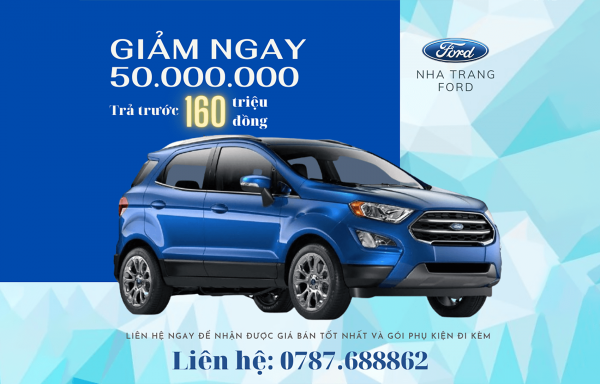 GIẢM NGAY
50.000.000
Trả trước 160 triệu đồng
Ford
NHA TRANG
FORD
LIÊN HỆ NGAY ĐỂ NHẬN ĐƯỢC GIÁ BÁN TỐT NHẤT VÀ GÓI PHỤ KIỆN ĐI KÈM
Liên hệ: 0787.688862